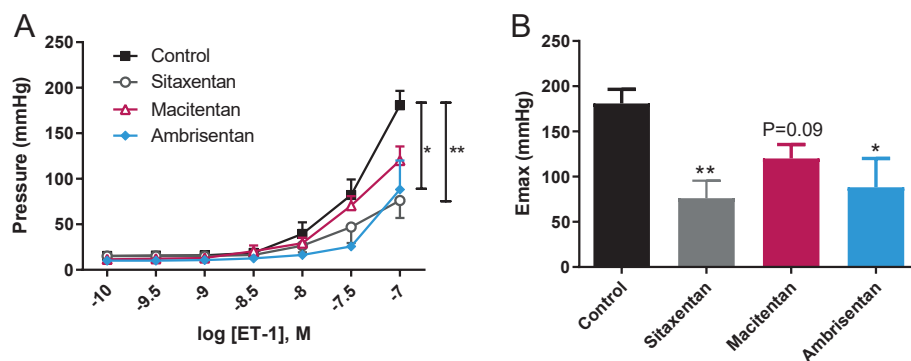 A
Pressure (mmHg)
250
200
150
100
50
0
Control
Sitaxentan
Macitentan
Ambrisentan
*
**
-10
-9.5
-9
-8.5
-8
-7.5
-7
log [ET-1], M
B
Emax (mmHg)
250
200
150
100
50
0
**
P=0.09
*
Control
Sitaxentan
Macitentan
Ambrisentan